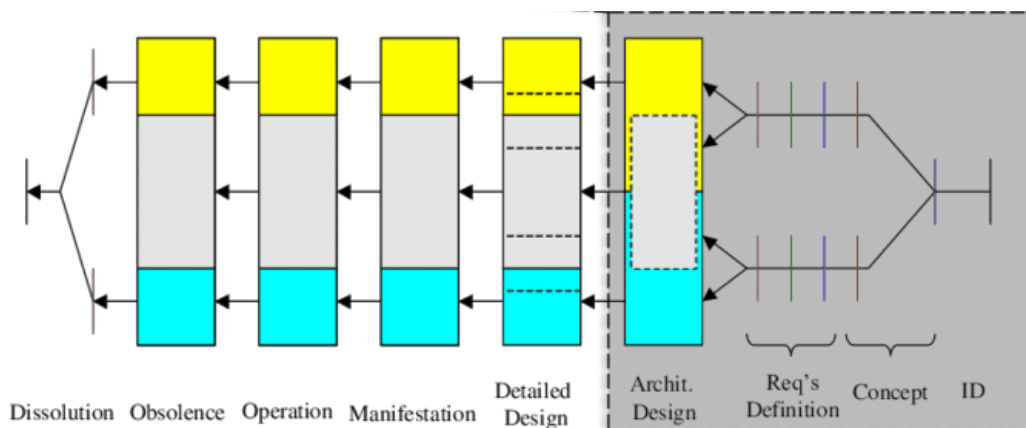 Dissolution
Obsolence
Operation
Manifestation
Detailed
Design
Archit.
Design
Req's
Definition
Concept
ID